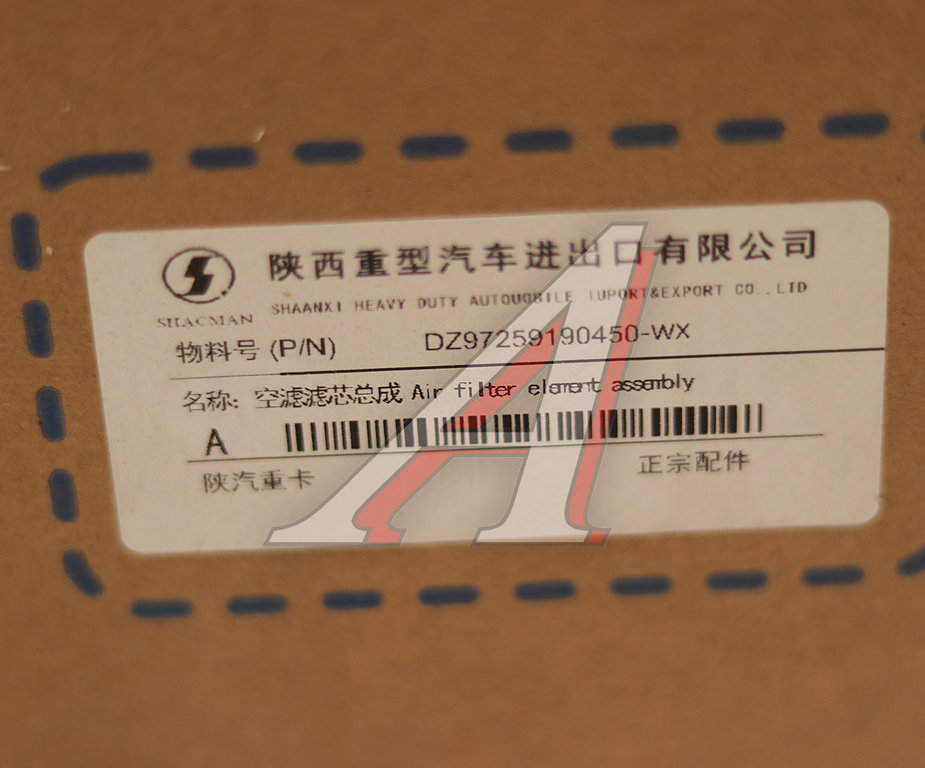 陕西重型汽车进出口有限公司
SHAANXI HEAVY DUTY AUTOUOBILE IUPORT&EXPORT CO.,LTD
SHACMAN
物料号 (P/N) DZ97259190450-WX
名称: 空滤滤芯总成 Air filter element assembly
A
陕汽重卡 正宗配件